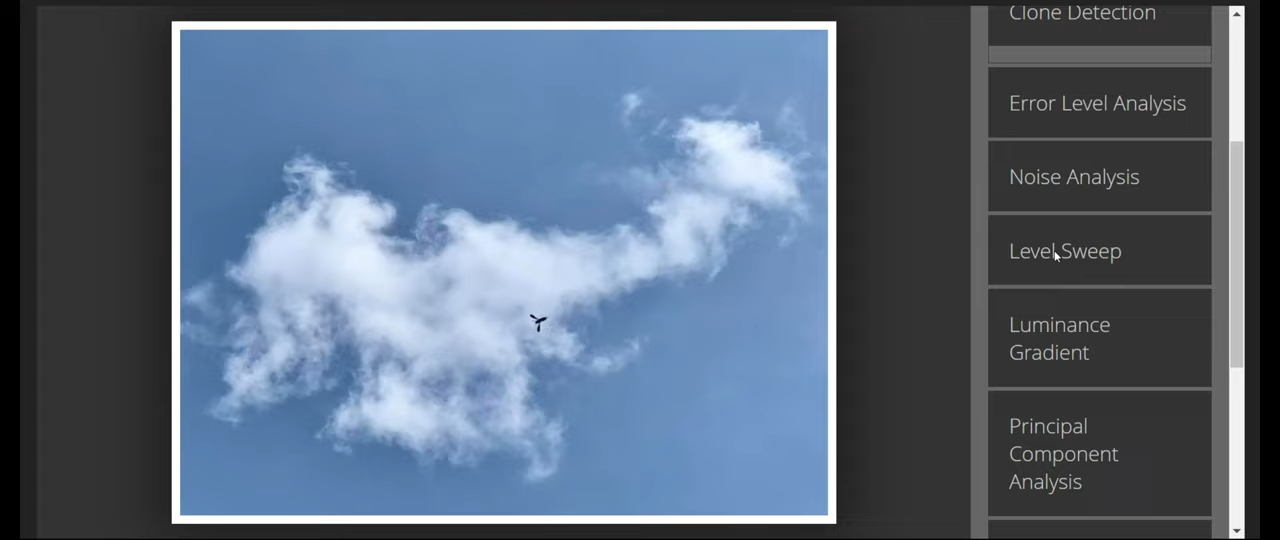 Clone Detection
Error Level Analysis
Noise Analysis
Level Sweep
Luminance
Gradient
Principal
Component
Analysis